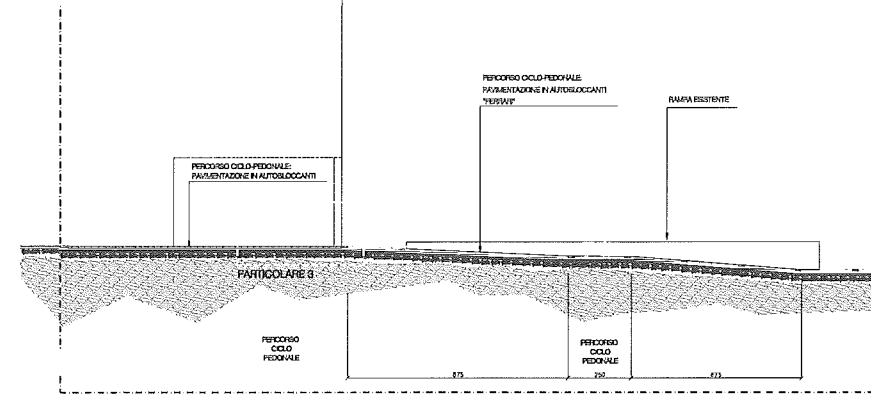 PERCORSO CICLO-PEDONALE:
PAVIMENTAZIONE IN AUTOBLOCCANTI
"FERRARI"
RAMPA ESISTENTE
PERCORSO CICLO-PEDONALE:
PAVIMENTAZIONE IN AUTOBLOCCANTI
PARTICOLARE 3
PERCORSO
CICLO
PEDONALE
PERCORSO
CICLO
PEDONALE
875
250
675